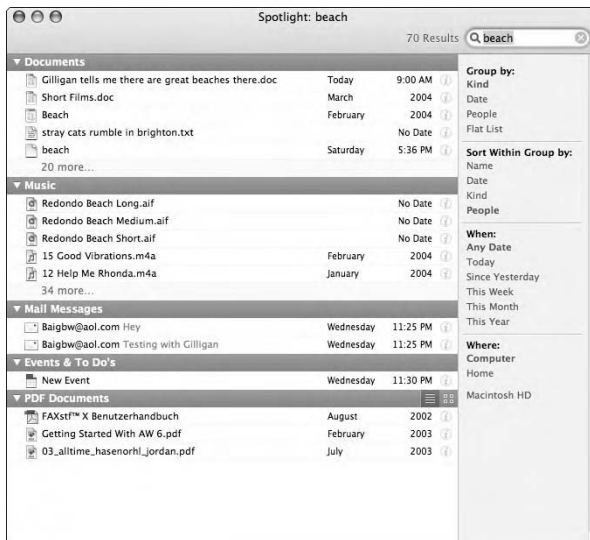 Spotlight: beach
70 Results beach
Documents
Gilligan tells me there are great beaches there.doc Today 9:00 AM
Short Films.doc March 2004
Beach February 2004
stray cats rumble in brighton.txt No Date
beach Saturday 5:36 PM
20 more...
Music
Redondo Beach Long.aif No Date
Redondo Beach Medium.aif No Date
Redondo Beach Short.aif No Date
15 Good Vibrations.m4a February 2004
12 Help Me Rhonda.m4a January 2004
34 more...
Mail Messages
Baigbw@aol.com Hey Wednesday 11:25 PM
Baigbw@aol.com Testing with Gilligan Wednesday 11:25 PM
Events & To Do's
New Event Wednesday 11:30 PM
PDF Documents
FAXstf™ X Benutzerhandbuch August 2002
Getting Started With AW 6.pdf February 2003
03_alltime_hasenorhl_jordan.pdf July 2003
Group by:
Kind
Date
People
Flat List
Sort Within Group by:
Name
Date
Kind
People
When:
Any Date
Today
Since Yesterday
This Week
This Month
This Year
Where:
Computer
Home
Macintosh HD